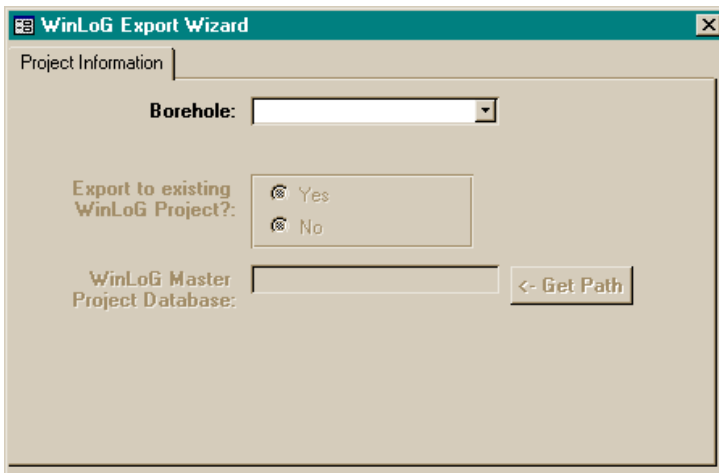 WinLoG Export Wizard
Project Information
Borehole:
Export to existing
WinLoG Project?:
Yes
No
WinLoG Master
Project Database:
<- Get Path